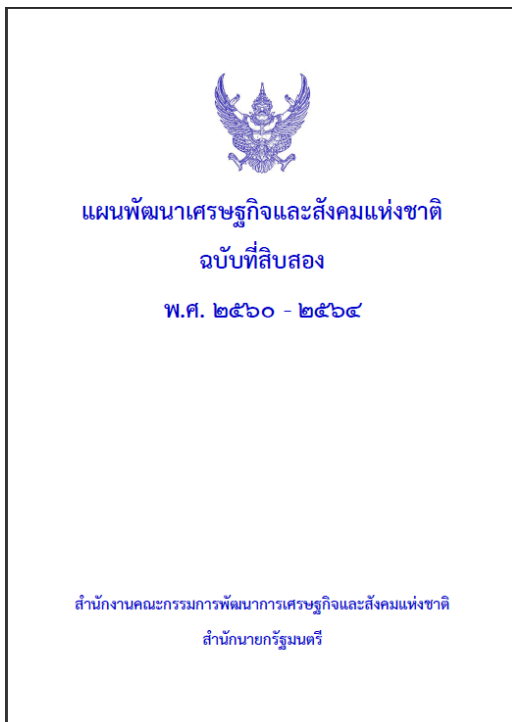 แผนพัฒนาเศรษฐกิจและสังคมแห่งชาติ
ฉบับที่สิบสอง
พ.ศ. ๒๕๖๐ - ๒๕๖๔
สำนักงานคณะกรรมการพัฒนาการเศรษฐกิจและสังคมแห่งชาติ
สำนักนายกรัฐมนตรี